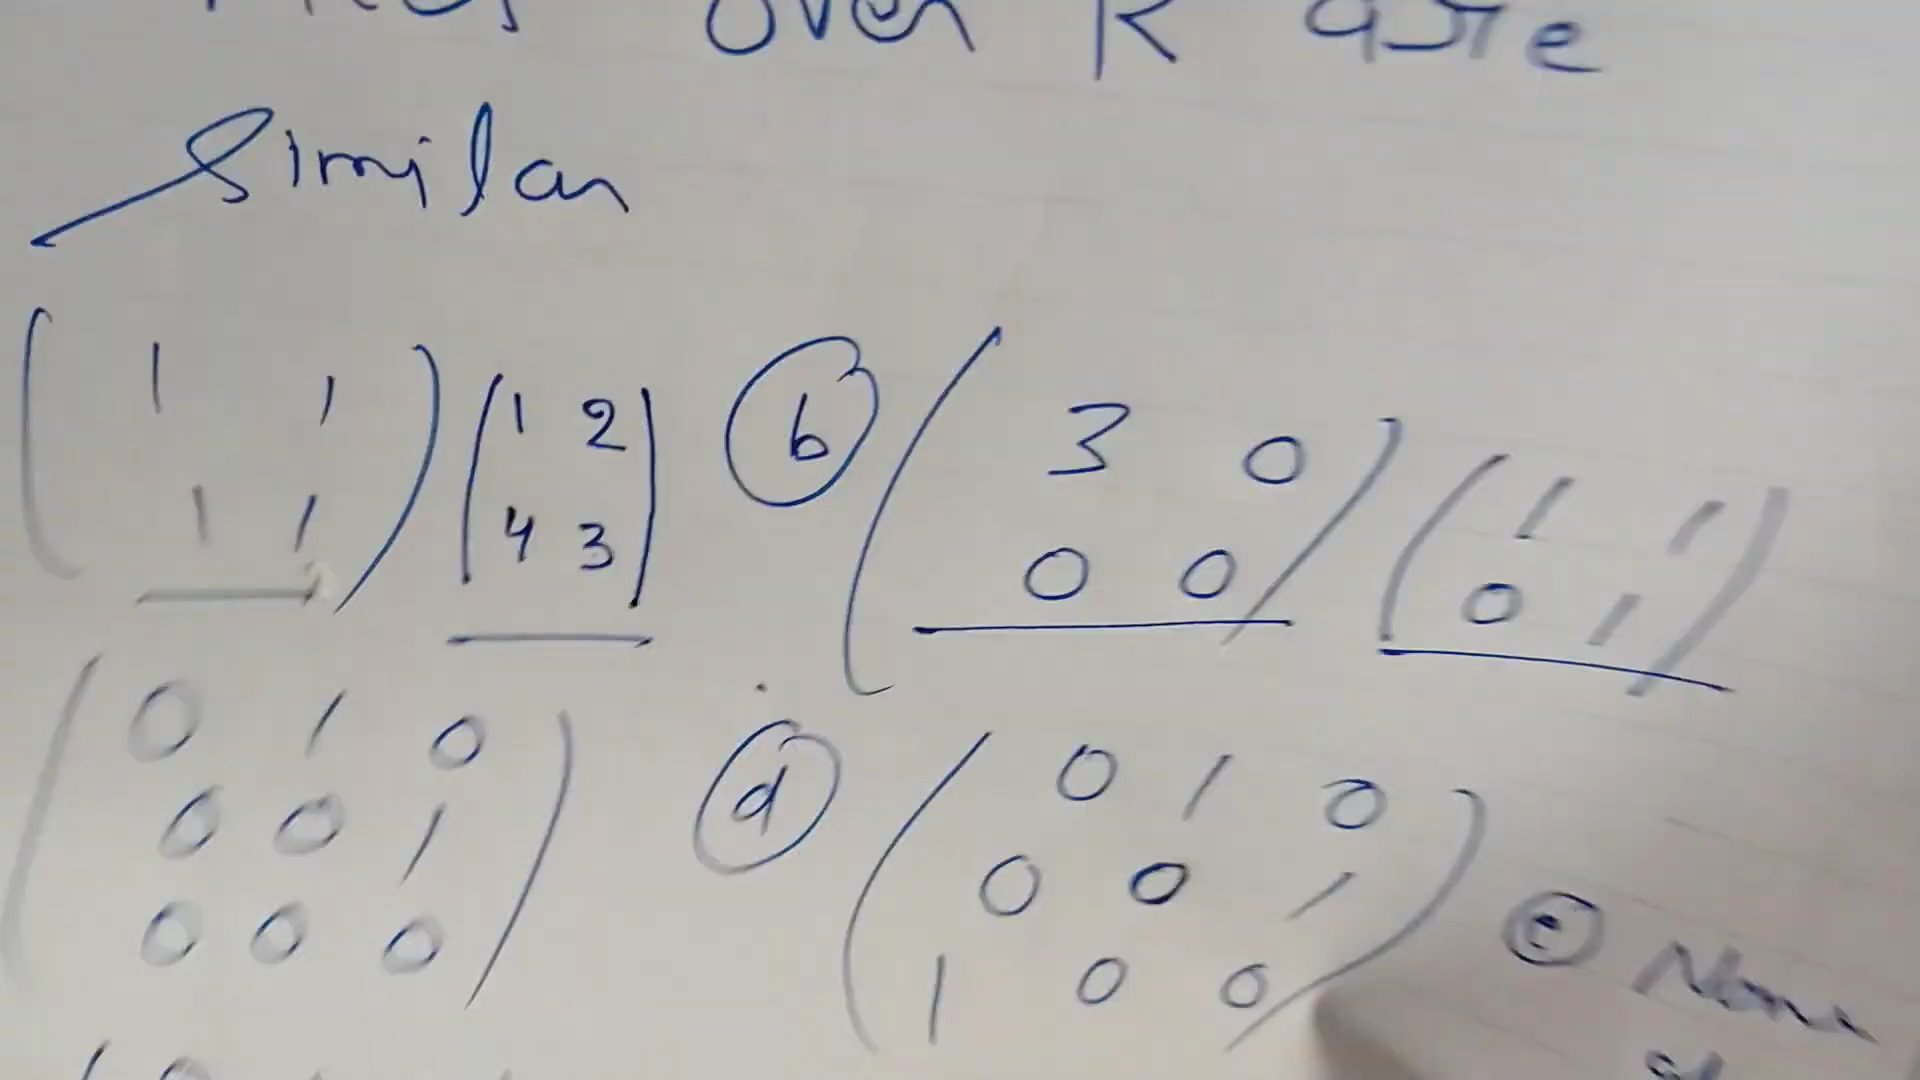 over R are
Similar
( 1 1 ) ( 1 2 ) (b) ( 3 0 ) ( 1 1 )
( 1 1 ) ( 4 3 ) ( 0 0 ) ( 0 1 )
( 0 1 0 ) (d) ( 0 1 0 )
( 0 0 1 ) ( 0 0 1 )
( 0 0 0 ) ( 1 0 0 ) (e) None